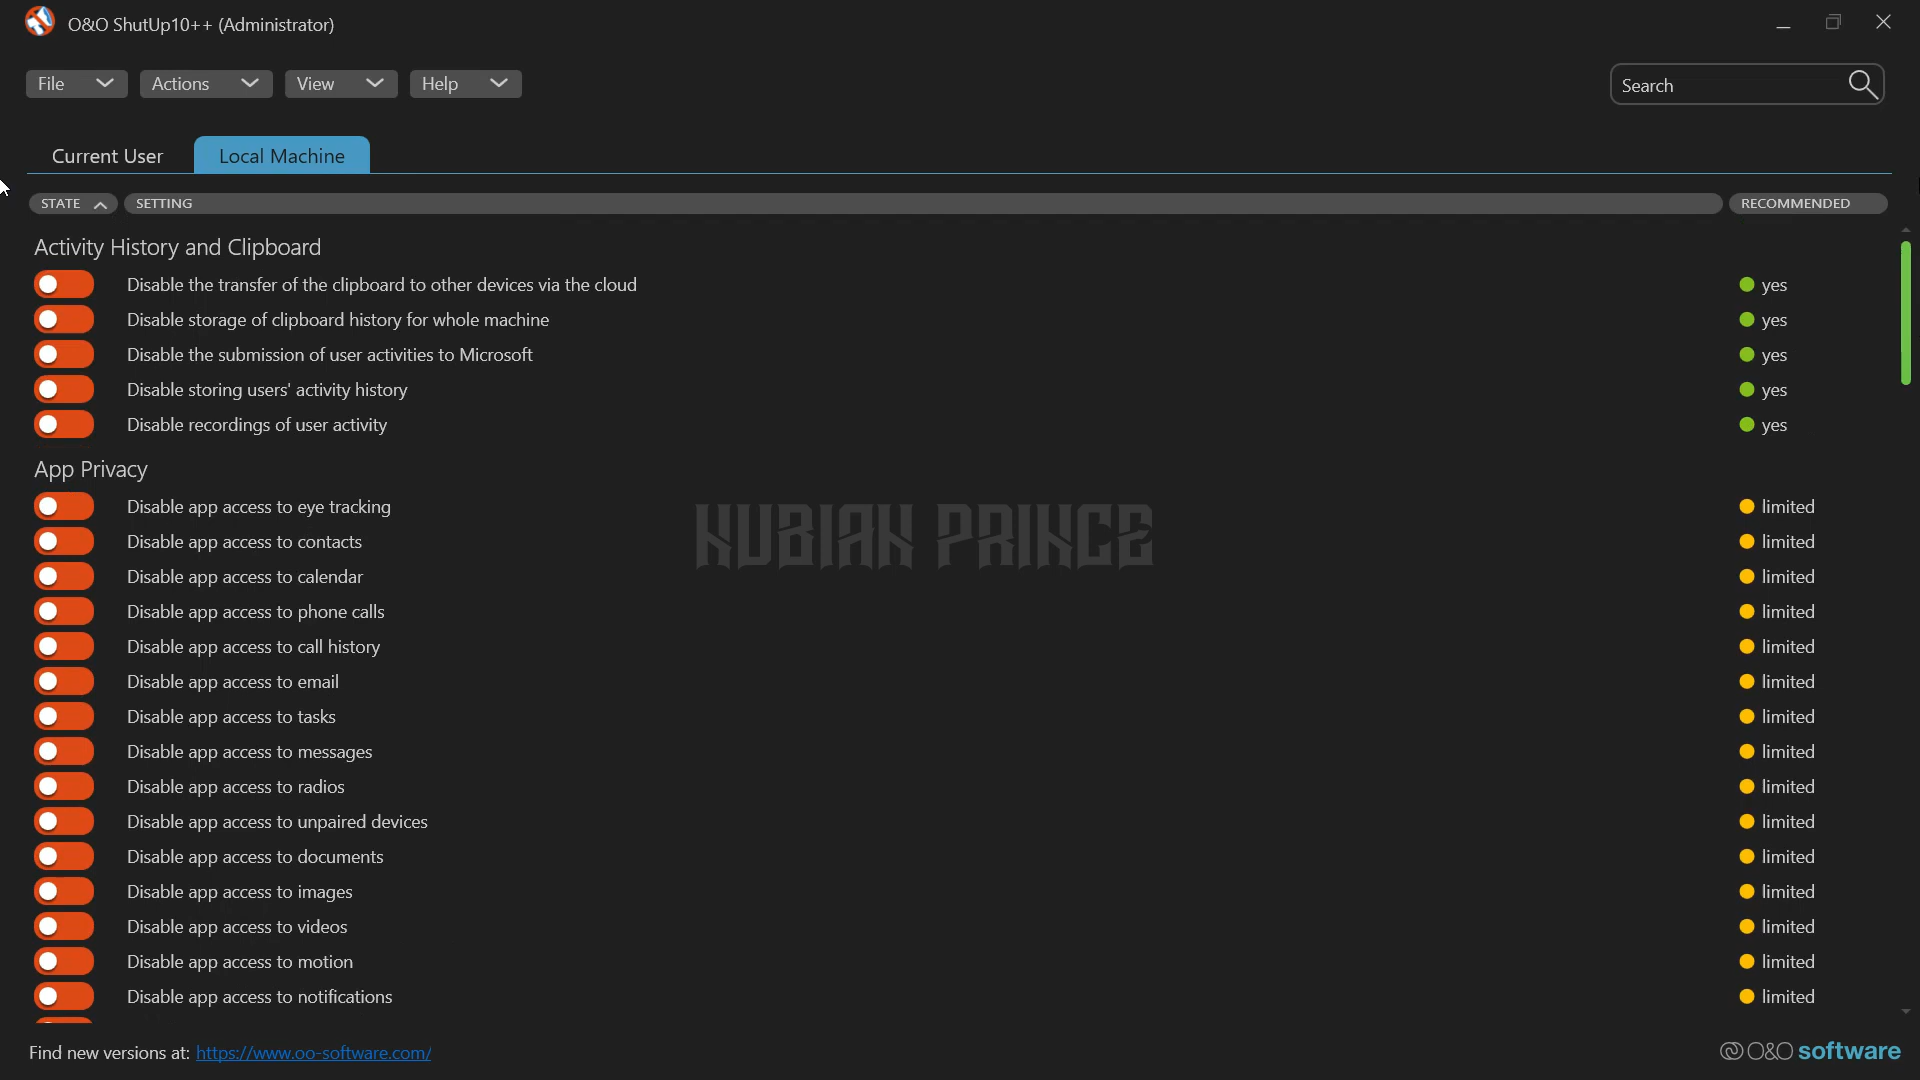 O&O ShutUp10++ (Administrator)
File Actions View Help Search
Current User Local Machine
STATE SETTING RECOMMENDED
Activity History and Clipboard
Disable the transfer of the clipboard to other devices via the cloud yes
Disable storage of clipboard history for whole machine yes
Disable the submission of user activities to Microsoft yes
Disable storing users' activity history yes
Disable recordings of user activity yes
App Privacy
Disable app access to eye tracking limited
NUBIAN PRINCE
Disable app access to contacts limited
Disable app access to calendar limited
Disable app access to phone calls limited
Disable app access to call history limited
Disable app access to email limited
Disable app access to tasks limited
Disable app access to messages limited
Disable app access to radios limited
Disable app access to unpaired devices limited
Disable app access to documents limited
Disable app access to images limited
Disable app access to videos limited
Disable app access to motion limited
Disable app access to notifications limited
Find new versions at: https://www.oo-software.com/
O&O software